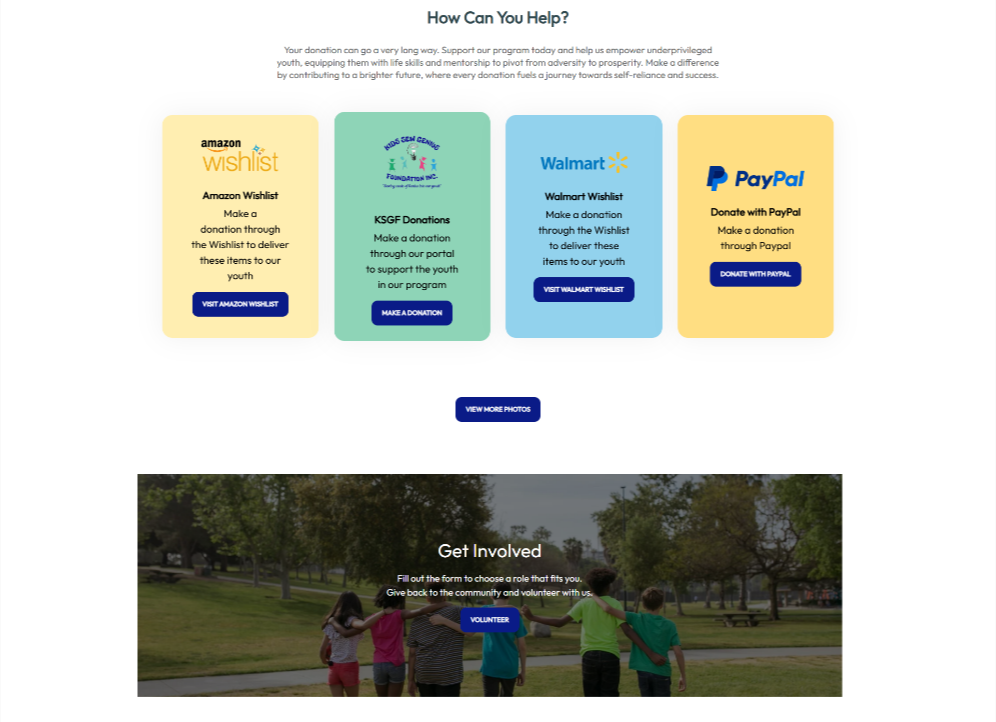 How Can You Help?
Your donation can go a very long way. Support our program today and help us empower underprivileged
youth, equipping them with life skills and mentorship to pivot from adversity to prosperity. Make a difference
by contributing to a brighter future, where every donation fuels a journey towards self-reliance and success.
amazon
wishlist
Amazon Wishlist
Make a
donation through
the Wishlist to deliver
these items to our
youth
VISIT AMAZON WISHLIST
KIDS SEW GENIUS
FOUNDATION INC.
KSGF Donations
Make a donation
through our portal
to support the youth
in our program
MAKE A DONATION
Walmart
Walmart Wishlist
Make a donation
through the Wishlist
to deliver these
items to our youth
VISIT WALMART WISHLIST
PayPal
Donate with PayPal
Make a donation
through Paypal
DONATE WITH PAYPAL
VIEW MORE PHOTOS
Get Involved
Fill out the form to choose a role that fits you.
Give back to the community and volunteer with us.
VOLUNTEER